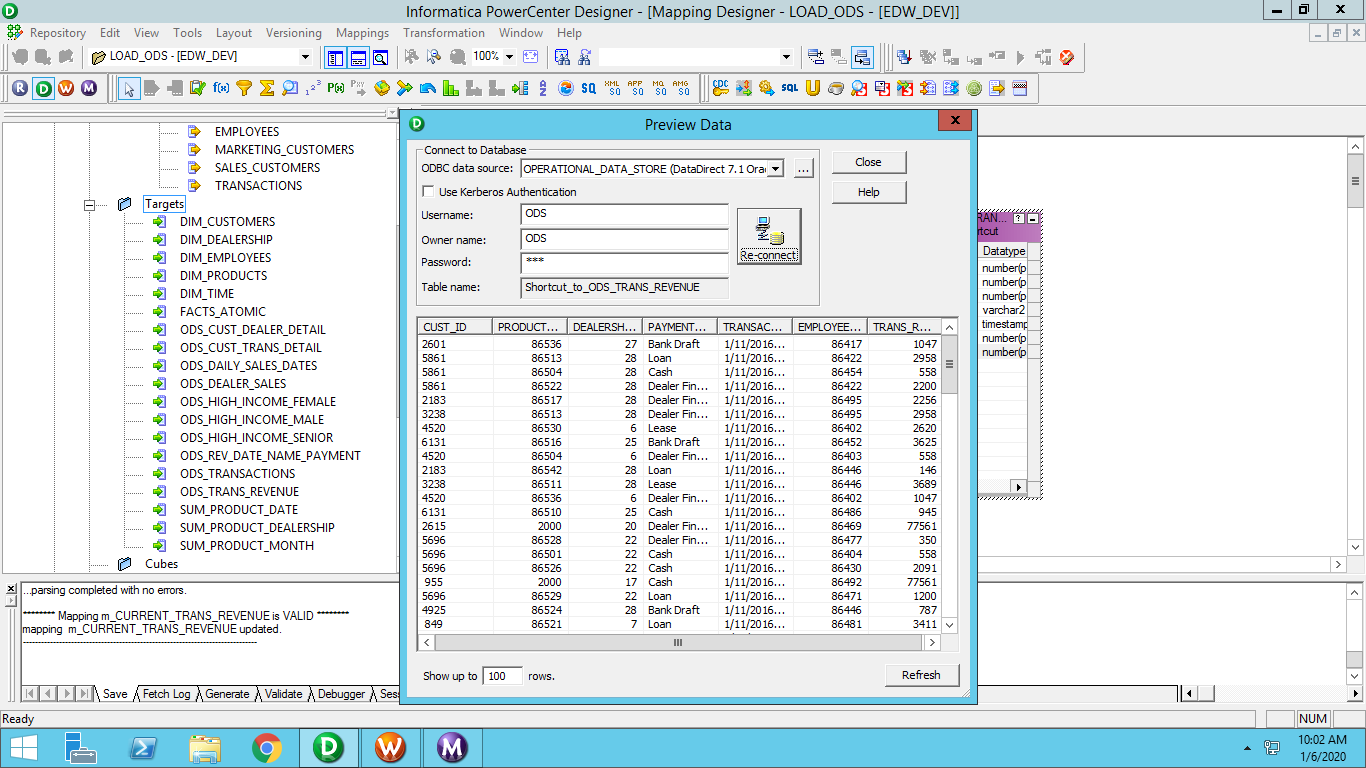 Informatica PowerCenter Designer - [Mapping Designer - LOAD_ODS - [EDW_DEV]]
Repository Edit View Tools Layout Versioning Mappings Transformation Window Help
LOAD_ODS - [EDW_DEV] 100%
R D W M f(x) P(x) SQ XML SQ APP SQ MQ SQ AMG SQ CDC SQL U
EMPLOYEES
MARKETING_CUSTOMERS
SALES_CUSTOMERS
TRANSACTIONS
Targets
DIM_CUSTOMERS
DIM_DEALERSHIP
DIM_EMPLOYEES
DIM_PRODUCTS
DIM_TIME
FACTS_ATOMIC
ODS_CUST_DEALER_DETAIL
ODS_CUST_TRANS_DETAIL
ODS_DAILY_SALES_DATES
ODS_DEALER_SALES
ODS_HIGH_INCOME_FEMALE
ODS_HIGH_INCOME_MALE
ODS_HIGH_INCOME_SENIOR
ODS_REV_DATE_NAME_PAYMENT
ODS_TRANSACTIONS
ODS_TRANS_REVENUE
SUM_PRODUCT_DATE
SUM_PRODUCT_DEALERSHIP
SUM_PRODUCT_MONTH
Cubes
Preview Data
Connect to Database
ODBC data source: OPERATIONAL_DATA_STORE (DataDirect 7.1 Orac ...
Use Kerberos Authentication
Username: ODS
Owner name: ODS
Password: ***
Table name: Shortcut_to_ODS_TRANS_REVENUE
Re-connect
Close
Help
CUST_ID PRODUCT... DEALERSH... PAYMENT... TRANSAC... EMPLOYEE... TRANS_R...
2601 86536 27 Bank Draft 1/11/2016... 86417 1047
5861 86513 28 Loan 1/11/2016... 86422 2958
5861 86504 28 Cash 1/11/2016... 86454 558
5861 86522 28 Dealer Fin... 1/11/2016... 86422 2200
2183 86517 28 Dealer Fin... 1/11/2016... 86495 2256
3238 86513 28 Dealer Fin... 1/11/2016... 86495 2958
4520 86530 6 Lease 1/11/2016... 86402 2620
6131 86516 25 Bank Draft 1/11/2016... 86452 3625
4520 86504 6 Dealer Fin... 1/11/2016... 86403 558
2183 86542 28 Loan 1/11/2016... 86446 146
3238 86511 28 Lease 1/11/2016... 86446 3689
4520 86536 6 Dealer Fin... 1/11/2016... 86402 1047
6131 86510 25 Cash 1/11/2016... 86486 945
2615 2000 20 Dealer Fin... 1/11/2016... 86469 77561
5696 86528 22 Dealer Fin... 1/11/2016... 86477 350
5696 86501 22 Cash 1/11/2016... 86404 558
5696 86526 22 Cash 1/11/2016... 86430 2091
955 2000 17 Cash 1/11/2016... 86492 77561
5696 86529 22 Loan 1/11/2016... 86471 1200
4925 86524 28 Bank Draft 1/11/2016... 86446 787
849 86521 7 Loan 1/11/2016... 86481 3411
Show up to 100 rows.
Refresh
RAN... ?
rtcut
Datatype
number(p
number(p
number(p
varchar2
timestamp
number(p
number(p
...parsing completed with no errors.
******** Mapping m_CURRENT_TRANS_REVENUE is VALID ********
mapping m_CURRENT_TRANS_REVENUE updated.
Save Fetch Log Generate Validate Debugger Sess
Ready
NUM
D W M
10:02 AM
1/6/2020